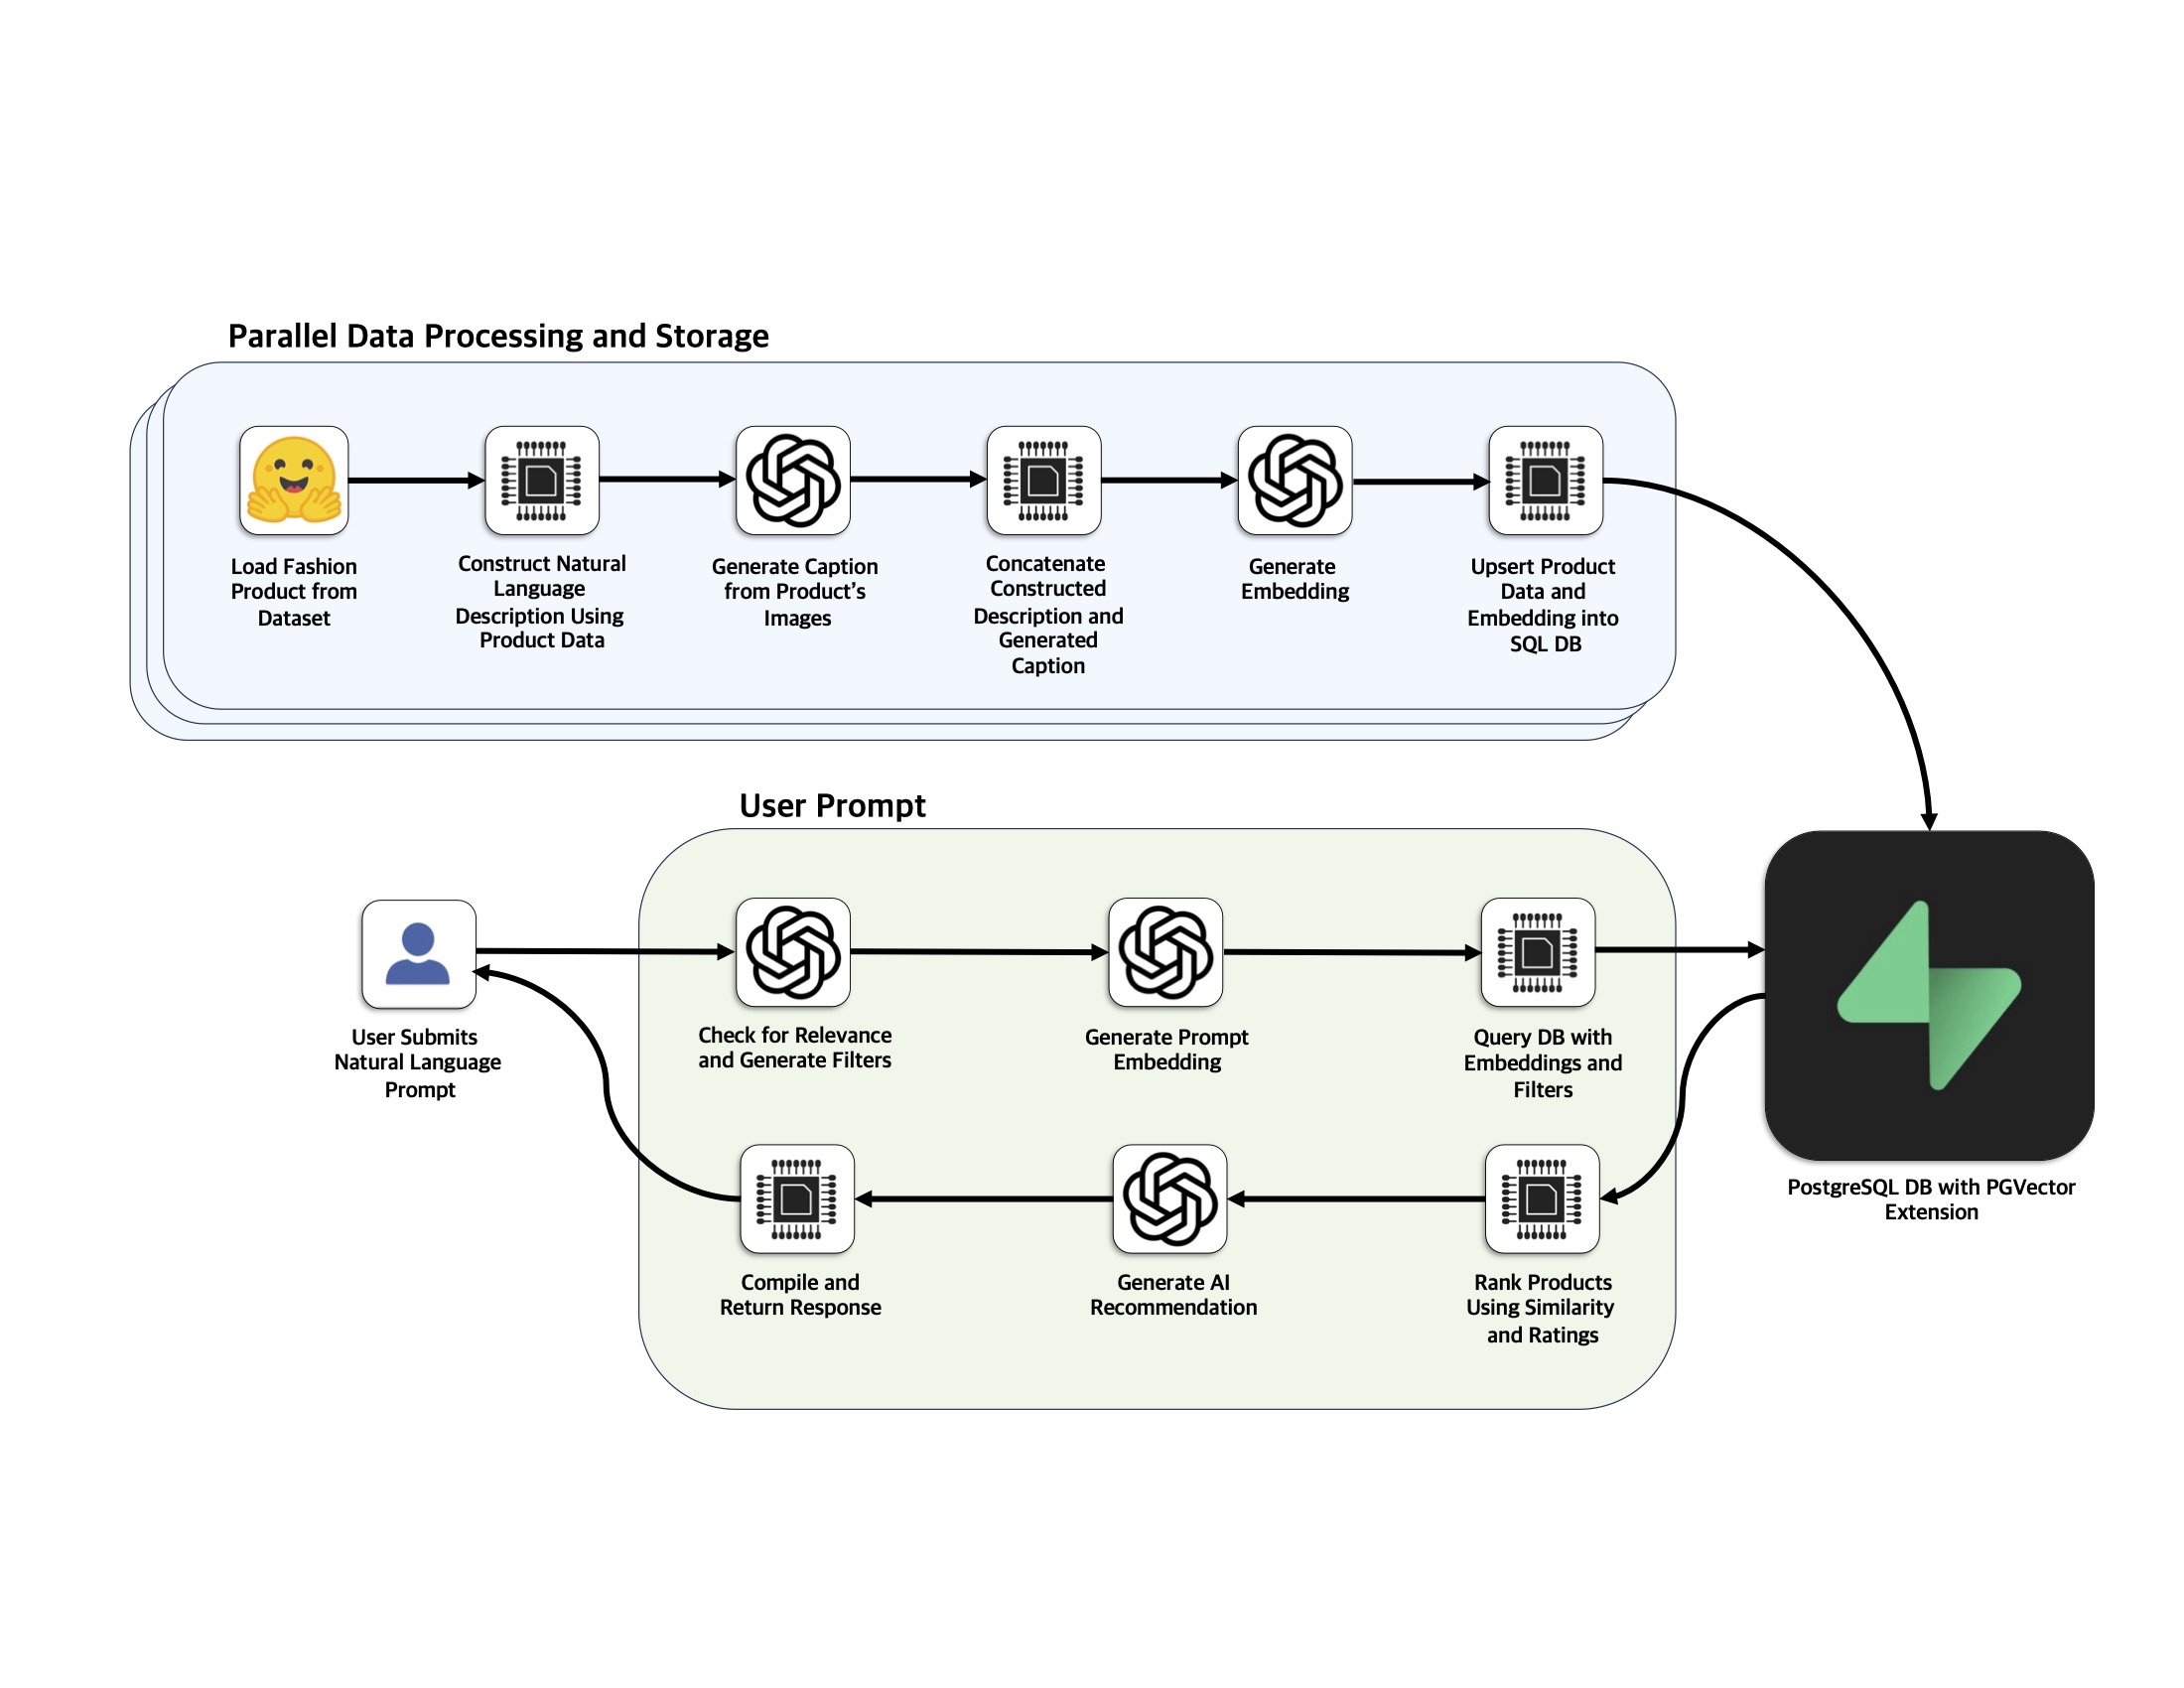 Parallel Data Processing and Storage
Load Fashion
Product from
Dataset
Construct Natural
Language
Description Using
Product Data
Generate Caption
from Product’s
Images
Concatenate
Constructed
Description and
Generated
Caption
Generate
Embedding
Upsert Product
Data and
Embedding into
SQL DB
User Prompt
User Submits
Natural Language
Prompt
Check for Relevance
and Generate Filters
Generate Prompt
Embedding
Query DB with
Embeddings and
Filters
PostgreSQL DB with PGVector
Extension
Compile and
Return Response
Generate AI
Recommendation
Rank Products
Using Similarity
and Ratings